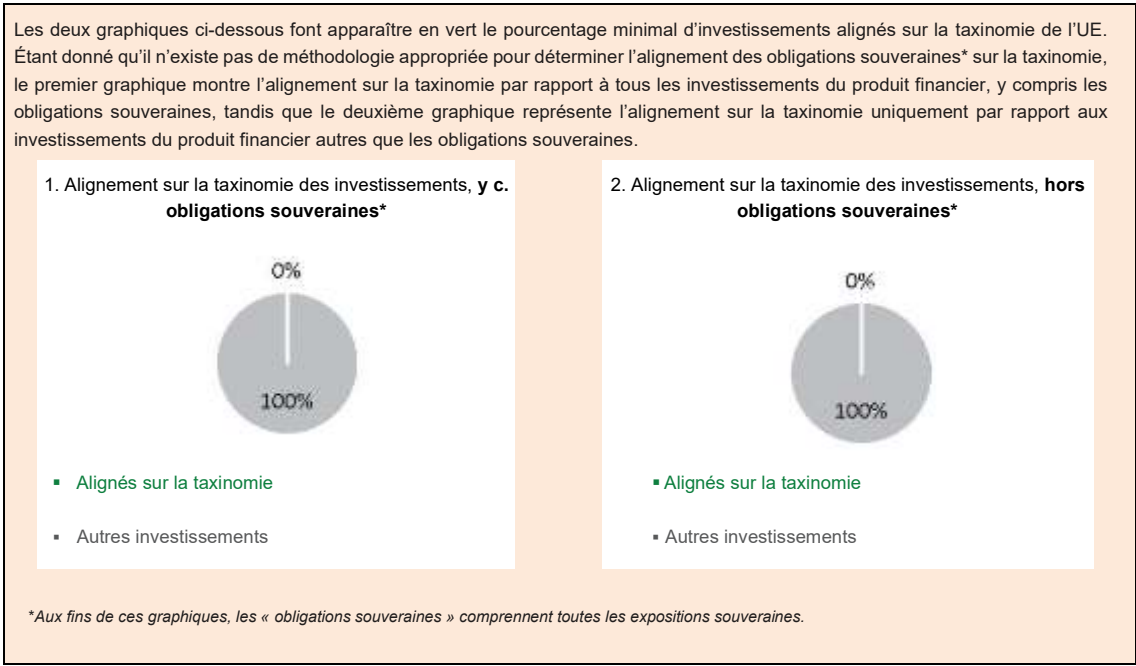 Les deux graphiques ci-dessous font apparaître en vert le pourcentage minimal d’investissements alignés sur la taxinomie de l’UE.
Étant donné qu’il n’existe pas de méthodologie appropriée pour déterminer l’alignement des obligations souveraines* sur la taxinomie,
le premier graphique montre l’alignement sur la taxinomie par rapport à tous les investissements du produit financier, y compris les
obligations souveraines, tandis que le deuxième graphique représente l’alignement sur la taxinomie uniquement par rapport aux
investissements du produit financier autres que les obligations souveraines.
1. Alignement sur la taxinomie des investissements, y c.
obligations souveraines*
0%
100%
▪ Alignés sur la taxinomie
▪ Autres investissements
2. Alignement sur la taxinomie des investissements, hors
obligations souveraines*
0%
100%
▪ Alignés sur la taxinomie
▪ Autres investissements
*Aux fins de ces graphiques, les « obligations souveraines » comprennent toutes les expositions souveraines.